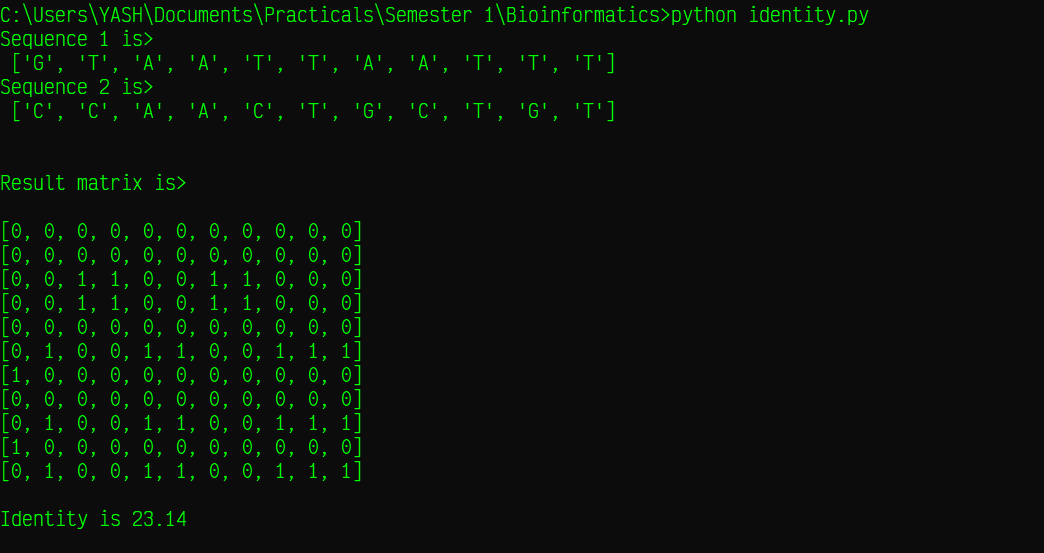 C:\Users\YASH\Documents\Practicals\Semester 1\Bioinformatics>python identity.py
Sequence 1 is>
['G', 'T', 'A', 'A', 'T', 'T', 'A', 'A', 'T', 'T', 'T']
Sequence 2 is>
['C', 'C', 'A', 'A', 'C', 'T', 'G', 'C', 'T', 'G', 'T']
Result matrix is>
[0, 0, 0, 0, 0, 0, 0, 0, 0, 0, 0]
[0, 0, 0, 0, 0, 0, 0, 0, 0, 0, 0]
[0, 0, 1, 1, 0, 0, 1, 1, 0, 0, 0]
[0, 0, 1, 1, 0, 0, 1, 1, 0, 0, 0]
[0, 0, 0, 0, 0, 0, 0, 0, 0, 0, 0]
[0, 1, 0, 0, 1, 1, 0, 0, 1, 1, 1]
[1, 0, 0, 0, 0, 0, 0, 0, 0, 0, 0]
[0, 0, 0, 0, 0, 0, 0, 0, 0, 0, 0]
[0, 1, 0, 0, 1, 1, 0, 0, 1, 1, 1]
[1, 0, 0, 0, 0, 0, 0, 0, 0, 0, 0]
[0, 1, 0, 0, 1, 1, 0, 0, 1, 1, 1]
Identity is 23.14